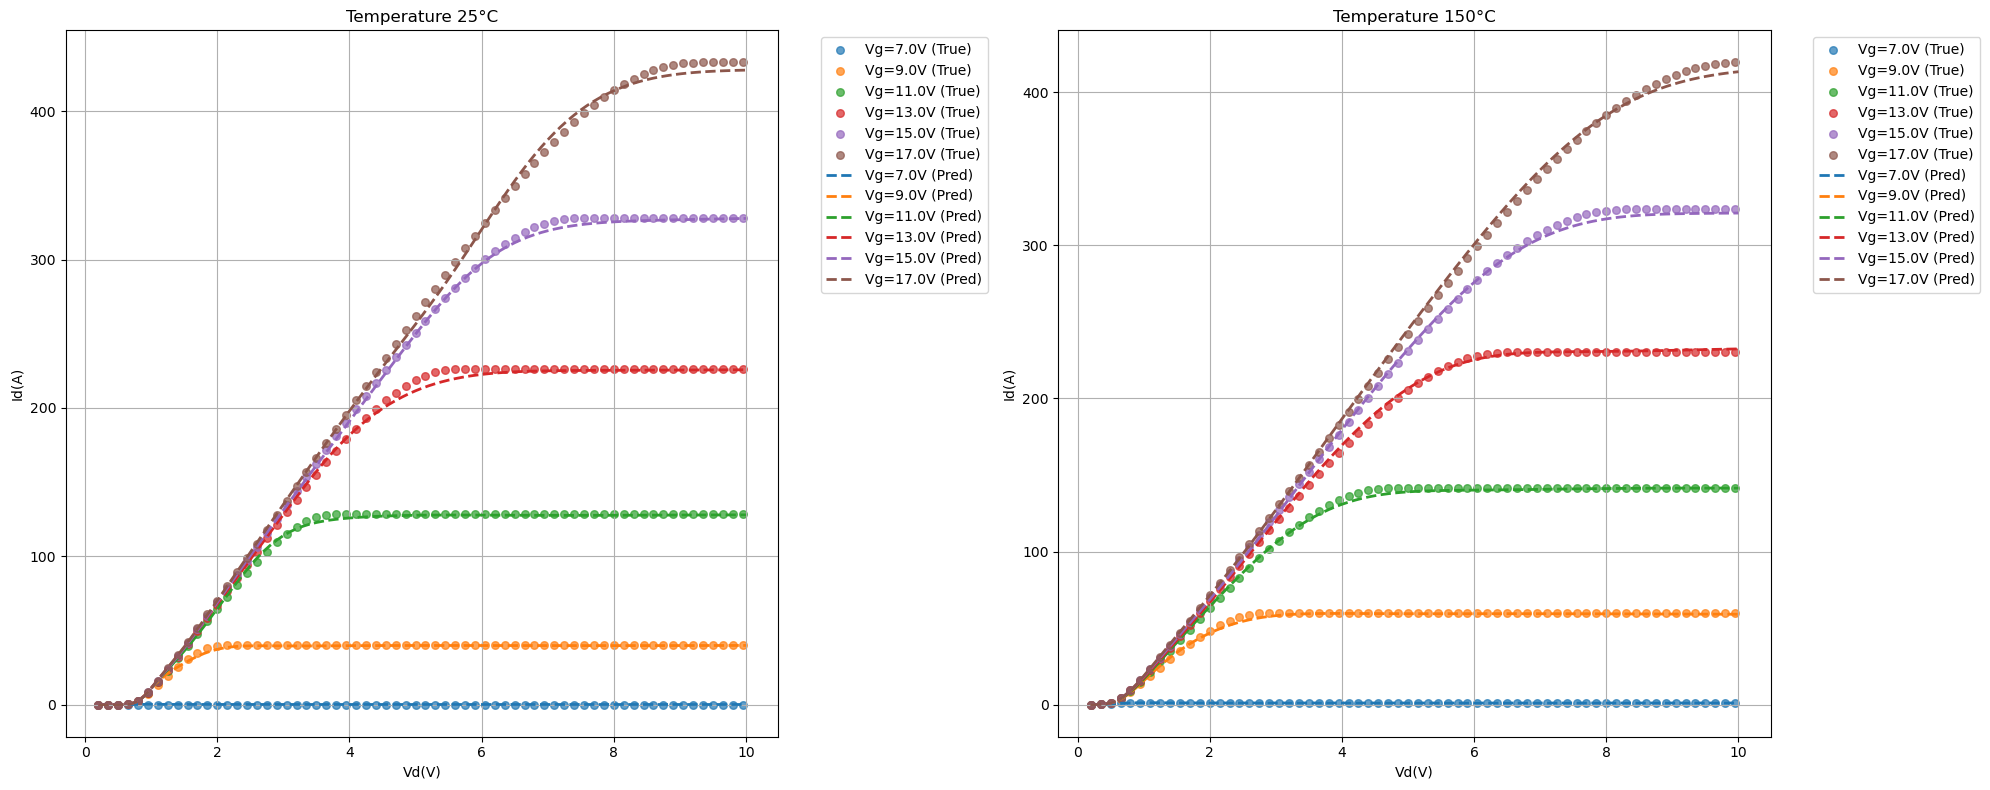 Temperature 25°C
400
300
200
100
0
Id(A)
0 2 4 6 8 10
Vd(V)
Vg=7.0V (True)
Vg=9.0V (True)
Vg=11.0V (True)
Vg=13.0V (True)
Vg=15.0V (True)
Vg=17.0V (True)
Vg=7.0V (Pred)
Vg=9.0V (Pred)
Vg=11.0V (Pred)
Vg=13.0V (Pred)
Vg=15.0V (Pred)
Vg=17.0V (Pred)
Temperature 150°C
400
300
200
100
0
Id(A)
0 2 4 6 8 10
Vd(V)
Vg=7.0V (True)
Vg=9.0V (True)
Vg=11.0V (True)
Vg=13.0V (True)
Vg=15.0V (True)
Vg=17.0V (True)
Vg=7.0V (Pred)
Vg=9.0V (Pred)
Vg=11.0V (Pred)
Vg=13.0V (Pred)
Vg=15.0V (Pred)
Vg=17.0V (Pred)